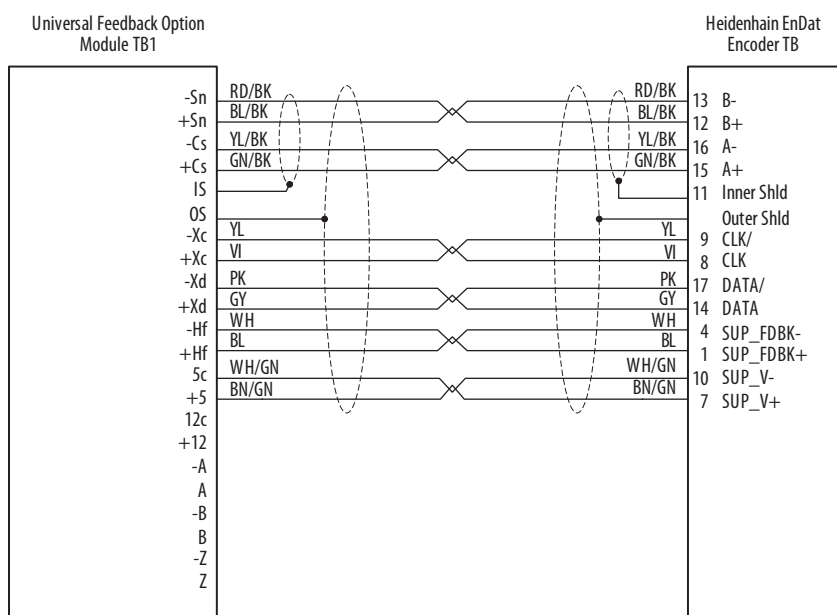 Universal Feedback Option
Module TB1
Heidenhain EnDat
Encoder TB
-Sn RD/BK RD/BK 13 B-
+Sn BL/BK BL/BK 12 B+
-Cs YL/BK YL/BK 16 A-
+Cs GN/BK GN/BK 15 A+
IS 11 Inner Shld
OS Outer Shld
-Xc YL YL 9 CLK/
+Xc VI VI 8 CLK
-Xd PK PK 17 DATA/
+Xd GY GY 14 DATA
-Hf WH WH 4 SUP_FDBK-
+Hf BL BL 1 SUP_FDBK+
5c WH/GN WH/GN 10 SUP_V-
+5 BN/GN BN/GN 7 SUP_V+
12c
+12
-A
A
-B
B
-Z
Z